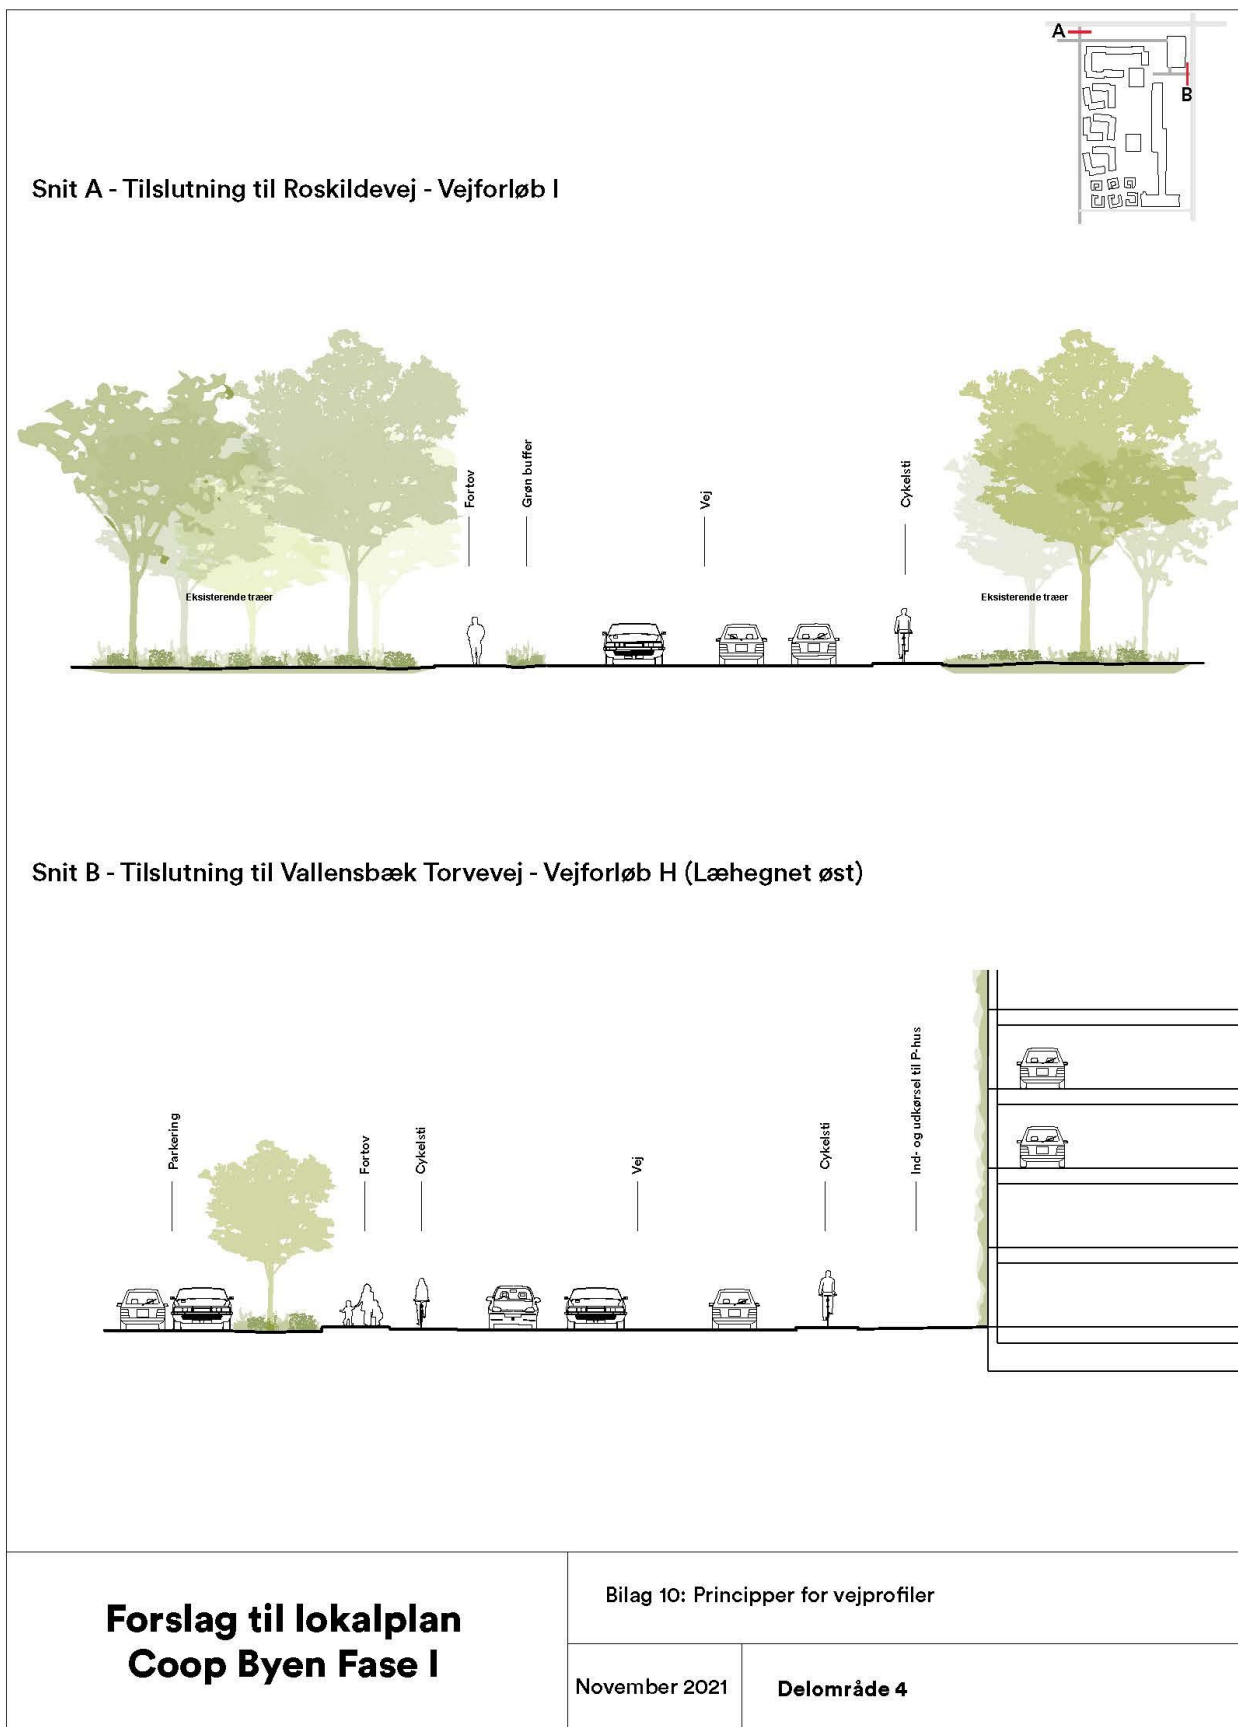 A
B
Snit A - Tilslutning til Roskildevej - Vejforløb I
Fortov
Grøn buffer
Vej
Cykelsti
Eksisterende træer
Eksisterende træer
Snit B - Tilslutning til Vallensbæk Torvevej - Vejforløb H (Læhegnet øst)
Parkering
Fortov
Cykelsti
Vej
Cykelsti
Ind- og udkørsel til P-hus
Forslag til lokalplan
Coop Byen Fase I
Bilag 10: Principper for vejprofiler
November 2021
Delområde 4